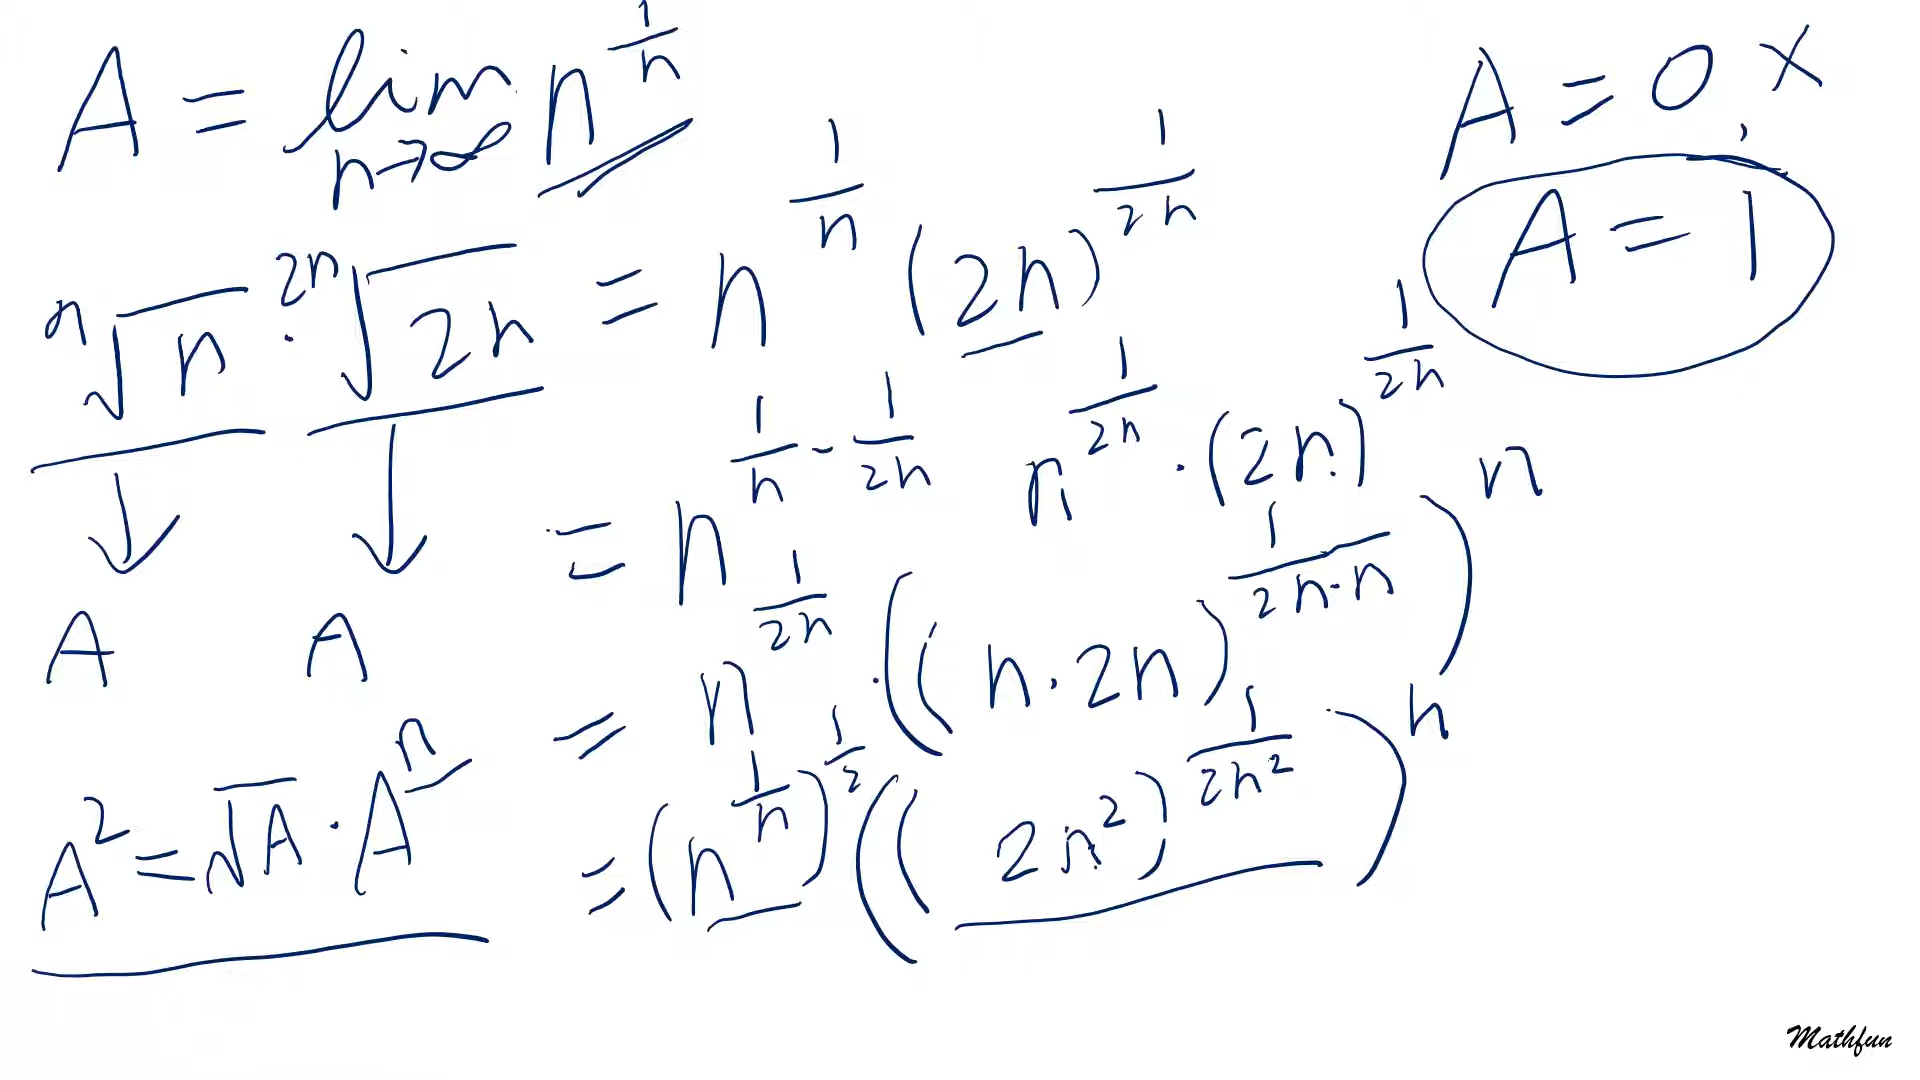 A = lim n→∞ n^(1/n)
A = 0, ×
A = 1
ⁿ√n · ²ⁿ√2n = n^(1/n) (2n)^(1/2n)
= n^(1/n - 1/2n) n^(1/2n) · (2n)^(1/2n)
A A
= n^(1/2n) · ((n · 2n)^(1/(2n·n)))^n
A² = √A · Aⁿ
= (n^(1/n))^(1/2) ((2n²)^(1/2n²))^n
Mathfun